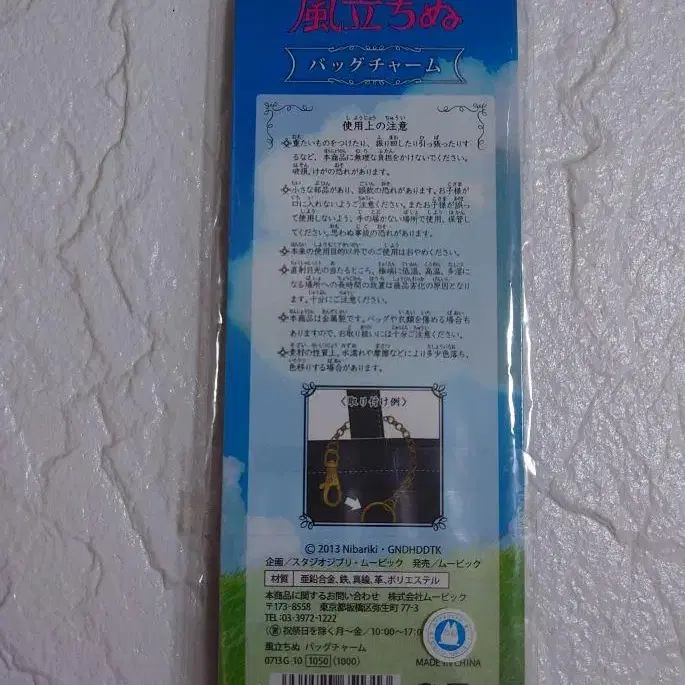 風立ちぬ
バッグチャーム
使用上の注意
重たいものをつけたり、振り回したり引っ張ったりす
るなど、本商品に無理な負担をかけないでください。
破損、けがの恐れがあります。
小さな部品があり、誤飲の恐れがあります。お子様が
口に入れないようご注意ください。またお子様が誤っ
て使用しないよう、手の届かない場所で使用、保管し
てください。思わぬ事故の恐れがあります。
本来の使用目的以外でのご使用はおやめください。
直射日光の当たるところ、極端に低温、高温、多湿に
なる場所への長時間の放置は商品劣化の原因となり
ます。十分にご注意ください。
本商品は金属製です。バッグや衣類を傷める場合も
ありますので、お取り扱いには十分ご注意ください。
素材の性質上、水濡れや摩擦などにより多少色落ち、
色移りする場合があります。
〈取り付け例〉
© 2013 Nibariki・GNDHDDTK
企画／スタジオジブリ・ムービック 発売／ムービック
材質 亜鉛合金、鉄、真鍮、革、ポリエステル
本商品に関するお問い合わせ 株式会社ムービック
〒173-8558 東京都板橋区弥生町 77-3
TEL：03-3972-1222
㊡ 祝祭日を除く月〜金／10:00〜17:0
風立ちぬ バッグチャーム
0713 G 10 1050 (1000)
MADE IN CHINA